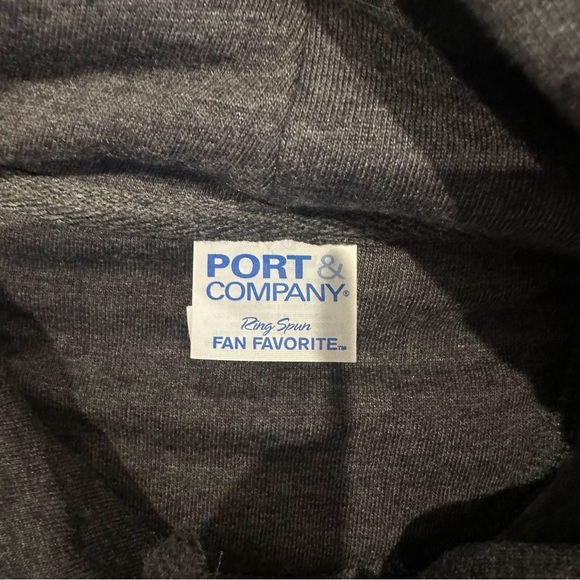 PORT &
COMPANY®
Ring Spun
FAN FAVORITE™